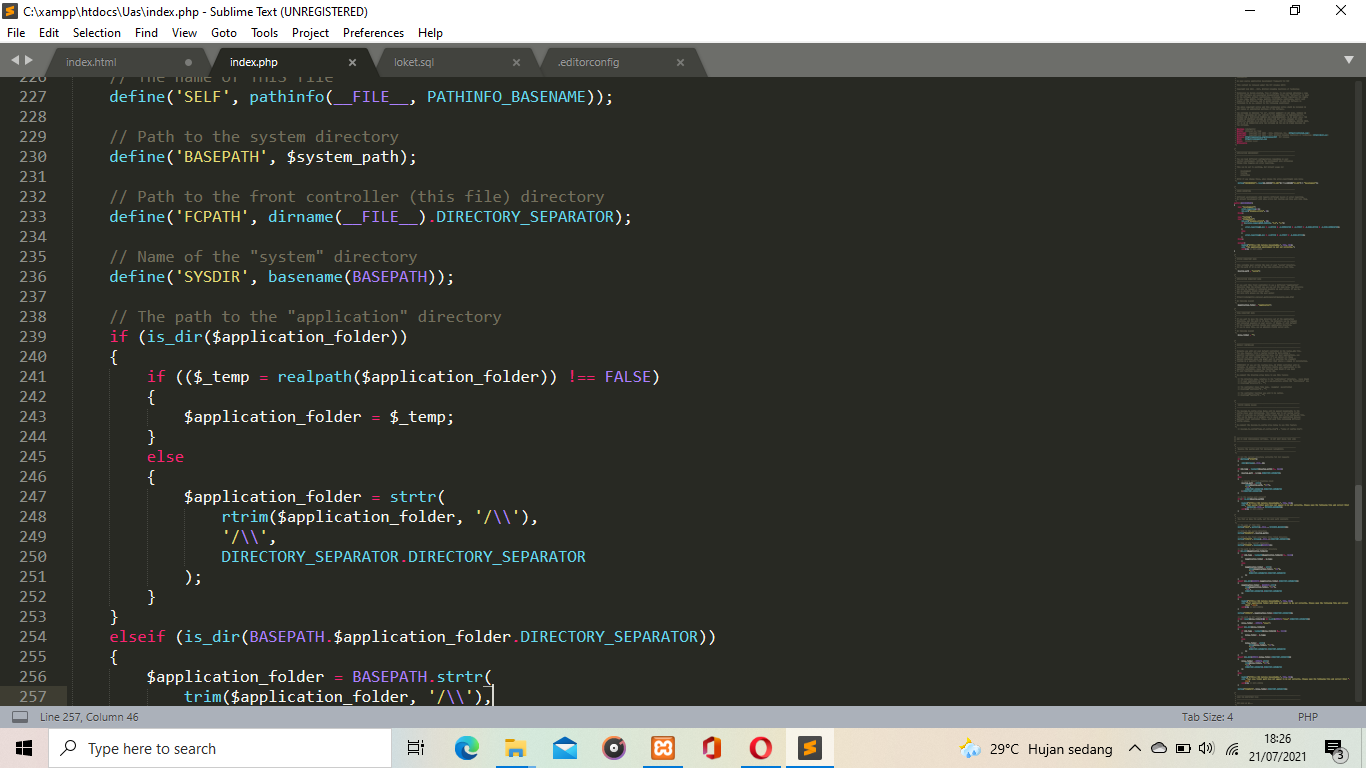 C:\xampp\htdocs\Uas\index.php - Sublime Text (UNREGISTERED)
File Edit Selection Find View Goto Tools Project Preferences Help
index.html index.php loket.sql .editorconfig
226 // The name of THIS file
227 define('SELF', pathinfo(__FILE__, PATHINFO_BASENAME));
228
229 // Path to the system directory
230 define('BASEPATH', $system_path);
231
232 // Path to the front controller (this file) directory
233 define('FCPATH', dirname(__FILE__).DIRECTORY_SEPARATOR);
234
235 // Name of the "system" directory
236 define('SYSDIR', basename(BASEPATH));
237
238 // The path to the "application" directory
239 if (is_dir($application_folder))
240 {
241 if (($_temp = realpath($application_folder)) !== FALSE)
242 {
243 $application_folder = $_temp;
244 }
245 else
246 {
247 $application_folder = strtr(
248 rtrim($application_folder, '/\\'),
249 '/\\',
250 DIRECTORY_SEPARATOR.DIRECTORY_SEPARATOR
251 );
252 }
253 }
254 elseif (is_dir(BASEPATH.$application_folder.DIRECTORY_SEPARATOR))
255 {
256 $application_folder = BASEPATH.strtr(
257 trim($application_folder, '/\\'),
Line 257, Column 46 Tab Size: 4 PHP
Type here to search 29°C Hujan sedang 18:26
21/07/2021 3